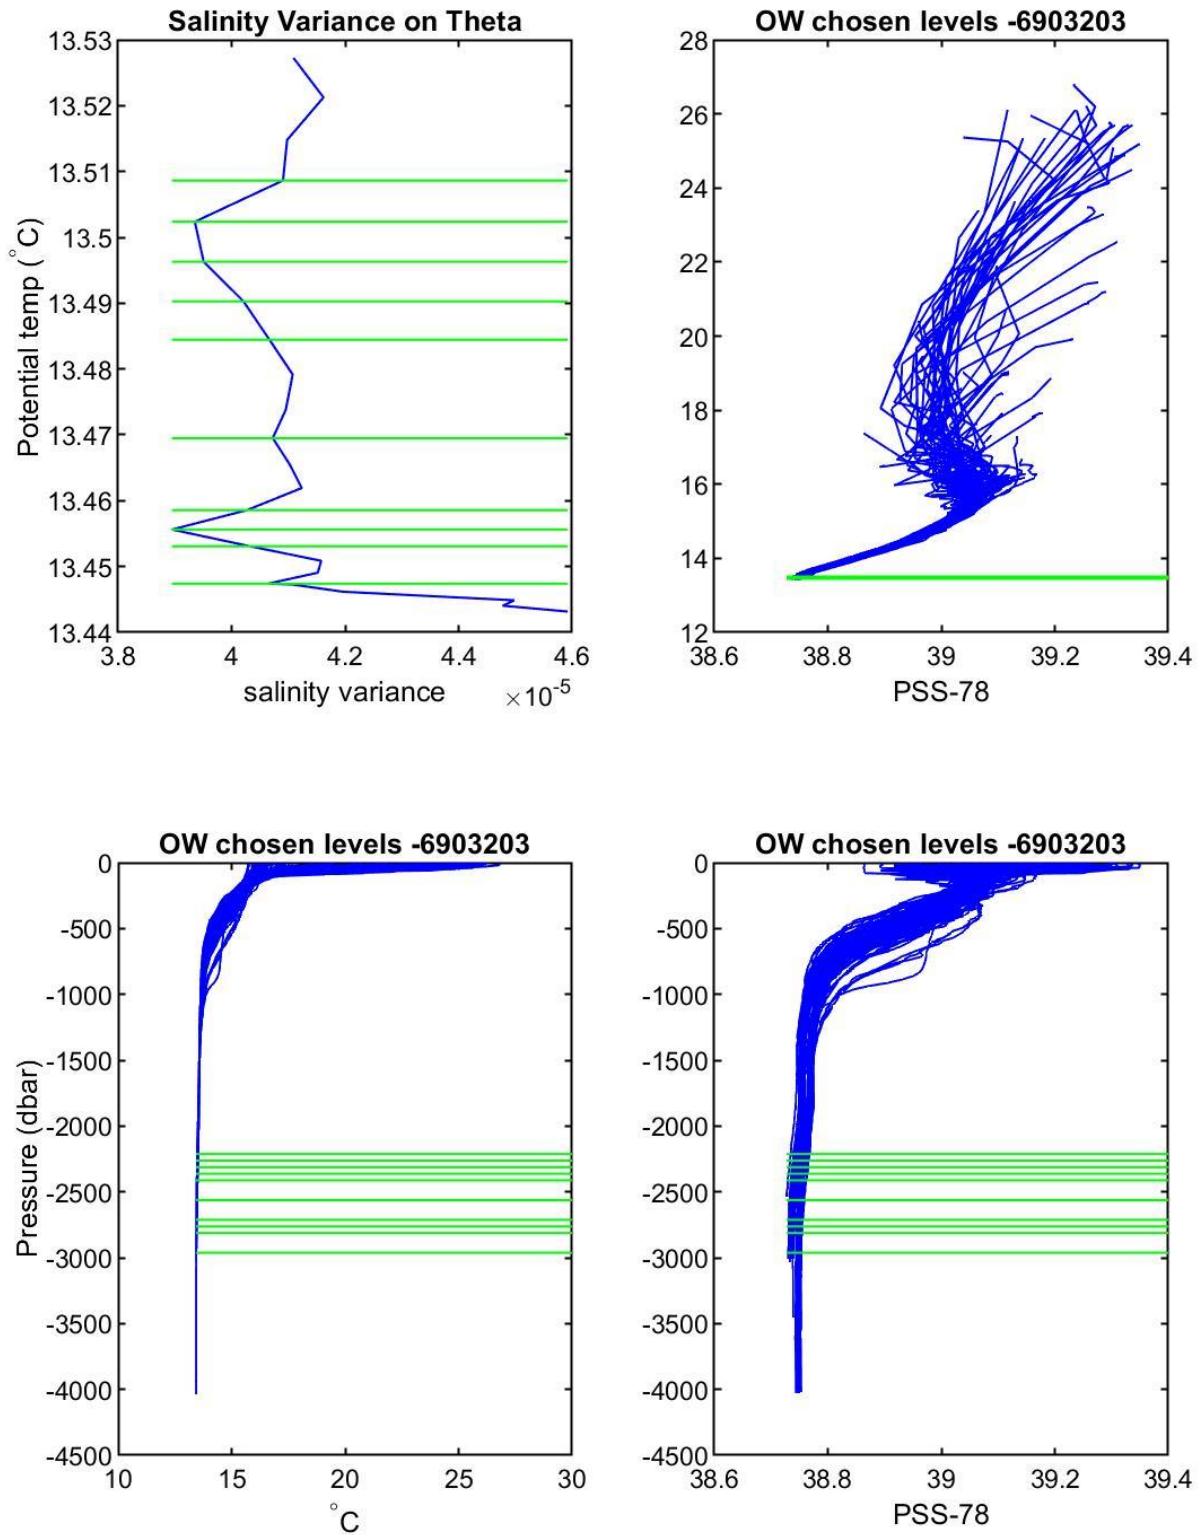 Salinity Variance on Theta
13.53
13.52
13.51
13.5
13.49
13.48
13.47
13.46
13.45
13.44
Potential temp (°C)
3.8 4 4.2 4.4 4.6
salinity variance ×10-5
OW chosen levels -6903203
28
26
24
22
20
18
16
14
12
38.6 38.8 39 39.2 39.4
PSS-78
OW chosen levels -6903203
0
-500
-1000
-1500
-2000
-2500
-3000
-3500
-4000
-4500
Pressure (dbar)
10 15 20 25 30
°C
OW chosen levels -6903203
0
-500
-1000
-1500
-2000
-2500
-3000
-3500
-4000
-4500
38.6 38.8 39 39.2 39.4
PSS-78